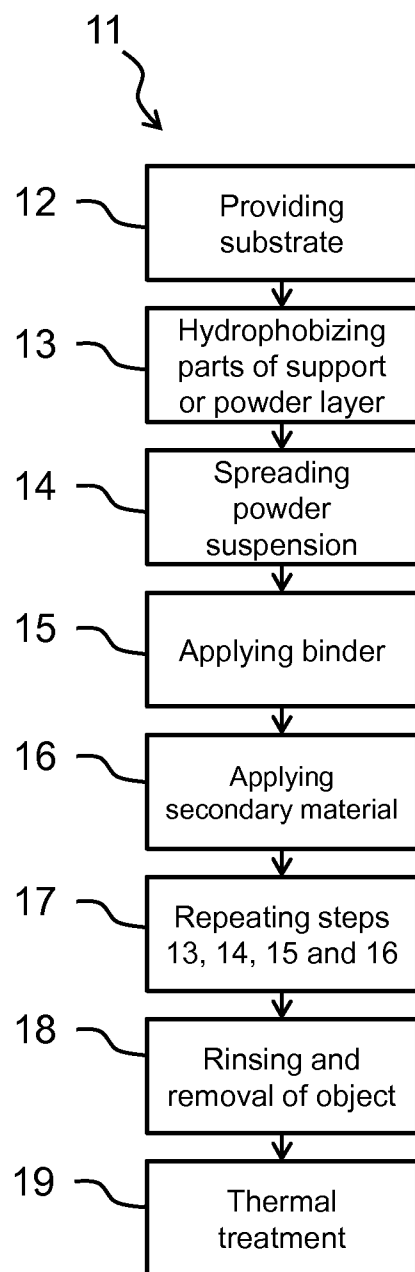 11
12
Providing
substrate
13
Hydrophobizing
parts of support
or powder layer
14
Spreading
powder
suspension
15
Applying binder
16
Applying
secondary material
17
Repeating steps
13, 14, 15 and 16
18
Rinsing and
removal of object
19
Thermal
treatment